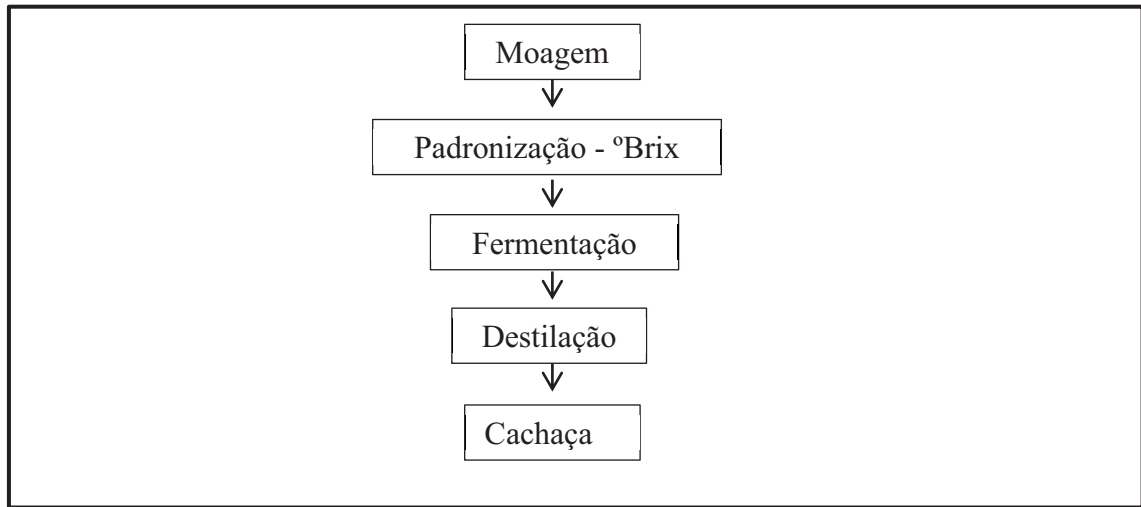 Moagem
Padronização - ºBrix
Fermentação
Destilação
Cachaça